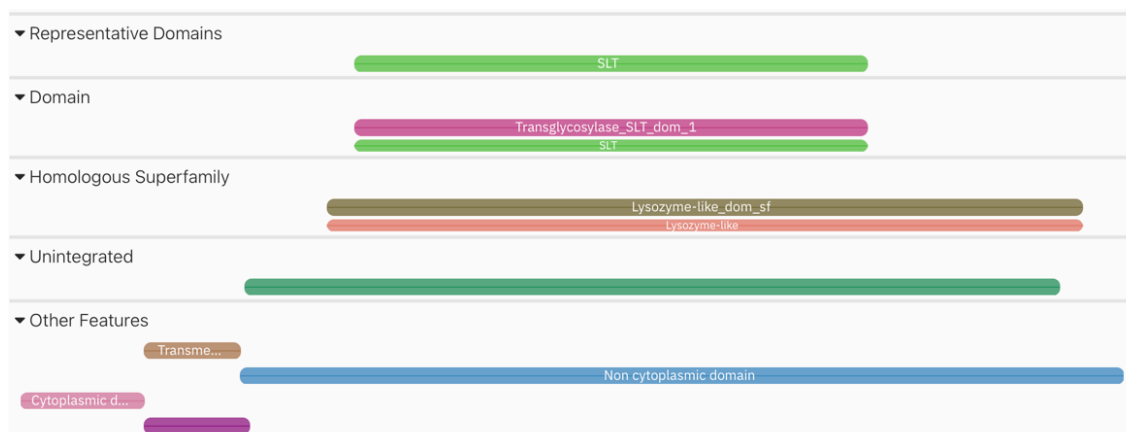 Representative Domains
SLT
Domain
Transglycosylase_SLT_dom_1
SLT
Homologous Superfamily
Lysozyme-like_dom_sf
Lysozyme-like
Unintegrated
Other Features
Transme...
Non cytoplasmic domain
Cytoplasmic d...